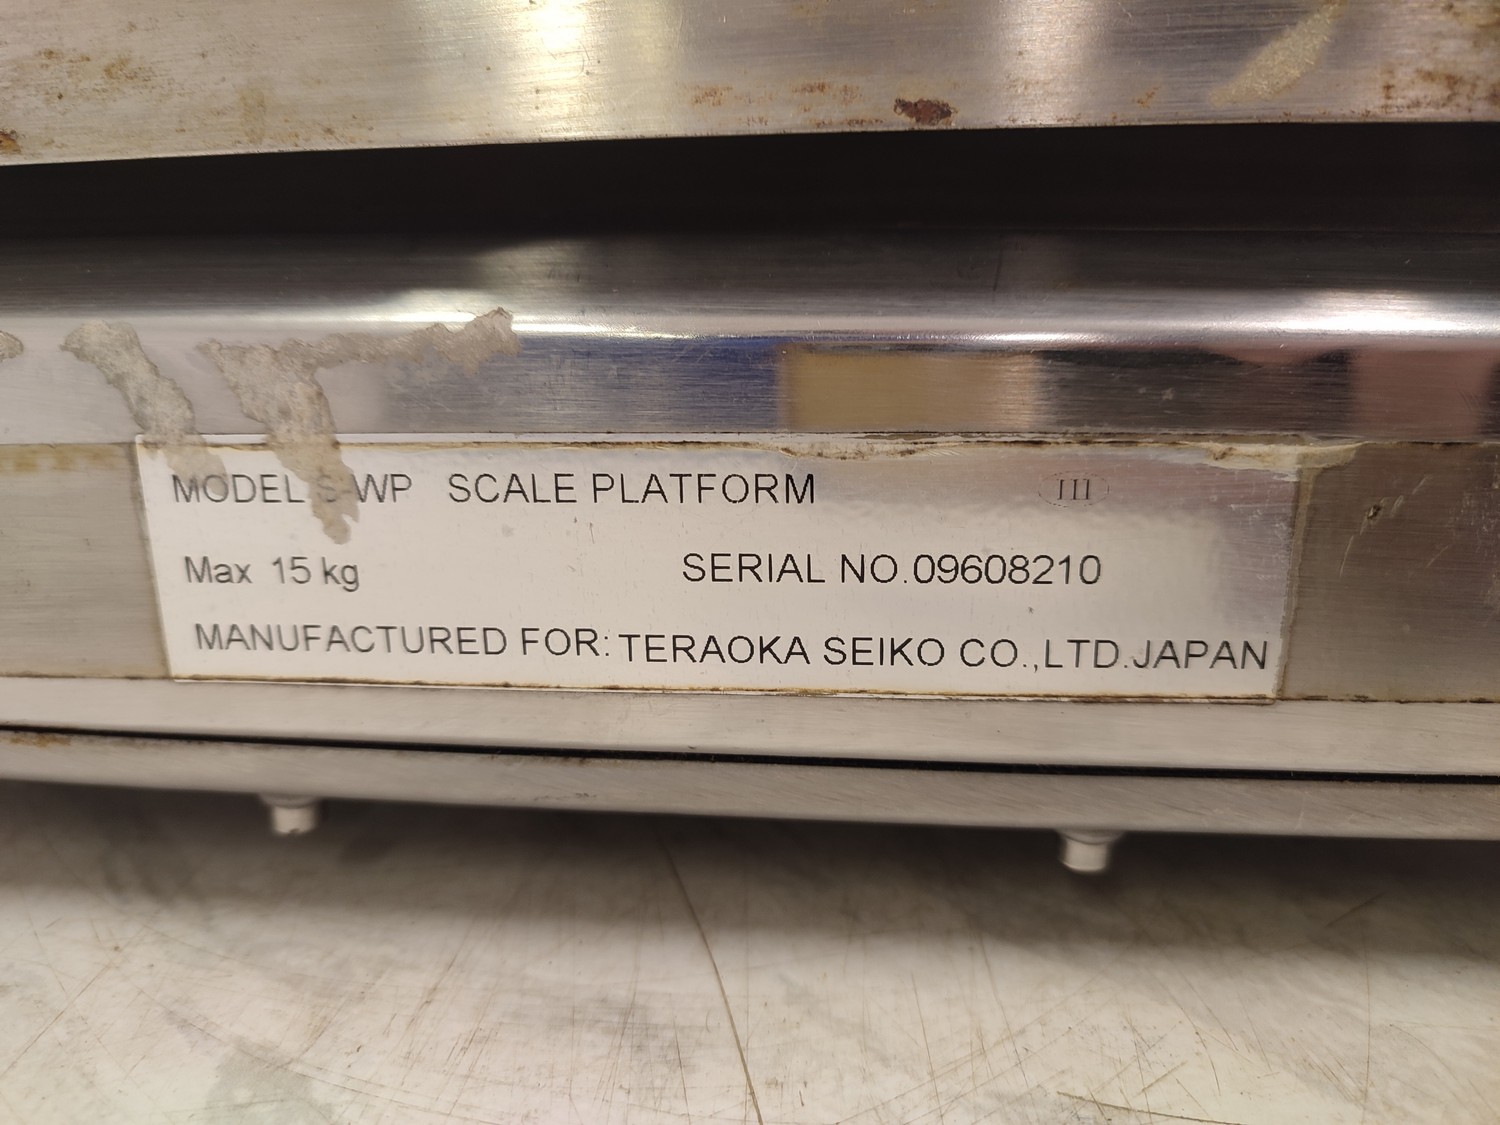 MODEL S-WP SCALE PLATFORM III
Max 15 kg SERIAL NO.09608210
MANUFACTURED FOR: TERAOKA SEIKO CO.,LTD.JAPAN